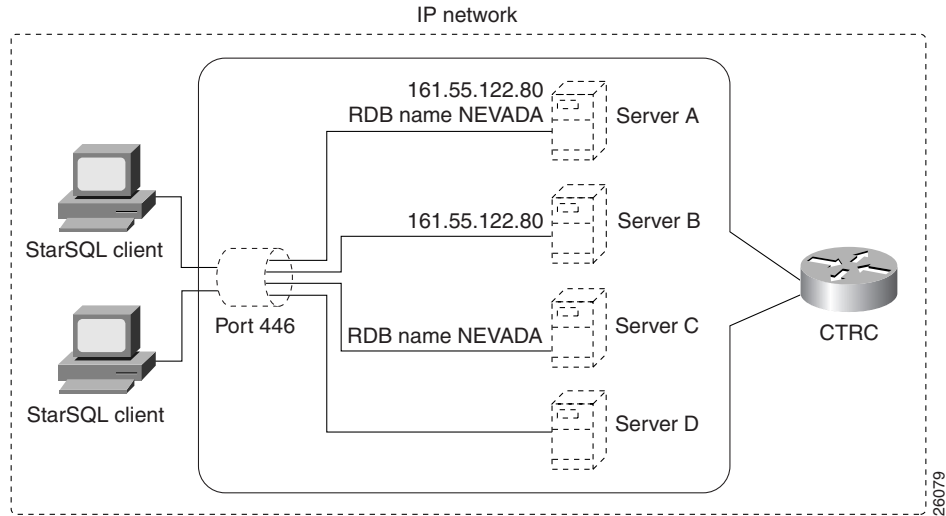 IP network
161.55.122.80
RDB name NEVADA
Server A
StarSQL client
161.55.122.80
Server B
Port 446
RDB name NEVADA
Server C
CTRC
StarSQL client
Server D
26079